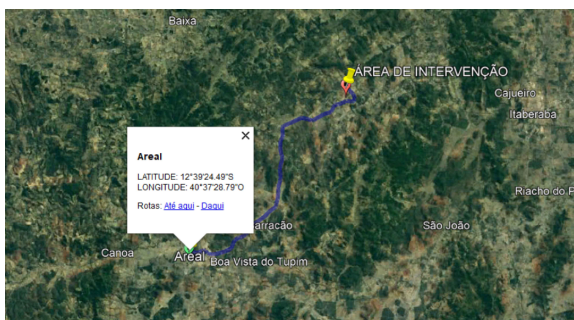 Baixa
ÁREA DE INTERVENÇÃO
Cajueiro
Itaberaba
Areal
LATITUDE: 12°39'24.49"S
LONGITUDE: 40°37'28.79"O
Rotas: Até aqui - Daqui
Riacho do F
arracão
São João
Canoa
Areal
Boa Vista do Tupim